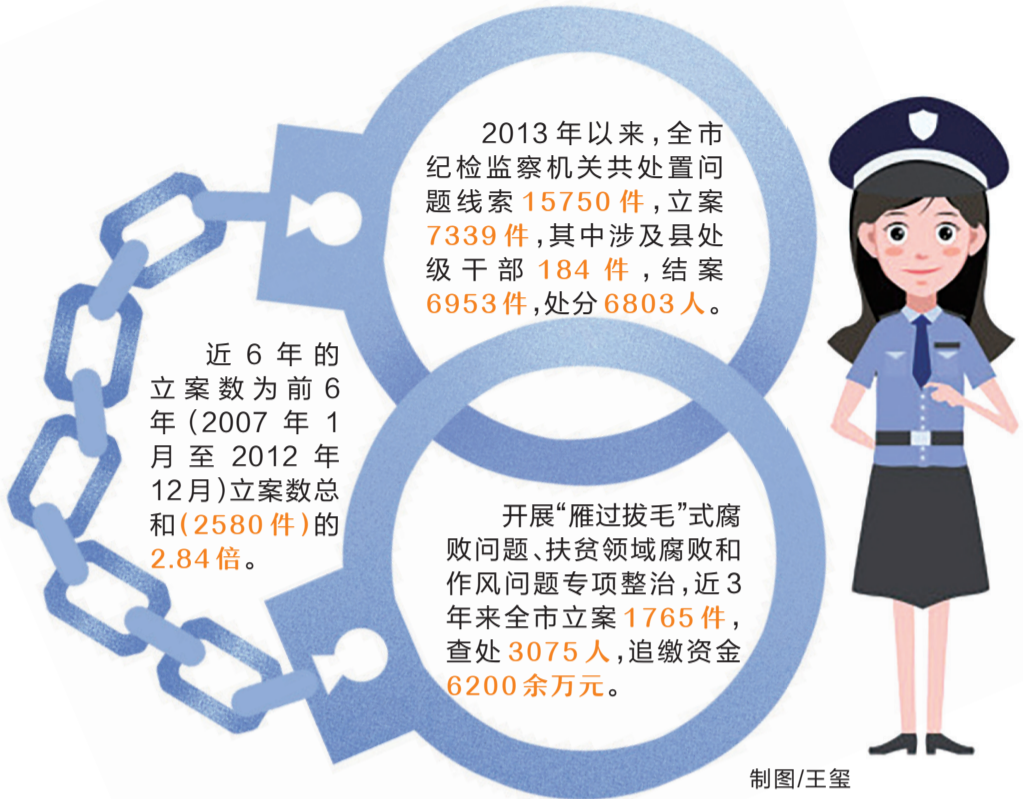 2013年以来,全市
纪检监察机关共处置问
题线索15750件,立案
7339件,其中涉及县处
级干部184件,结案
6953件,处分6803人。
近6年的
立案数为前6
年(2007年1
月至2012年
12月)立案数总
和(2580件)的
2.84倍。
开展“雁过拔毛”式腐
败问题、扶贫领域腐败和
作风问题专项整治,近3
年来全市立案1765件,
查处3075人,追缴资金
6200余万元。
制图/王玺